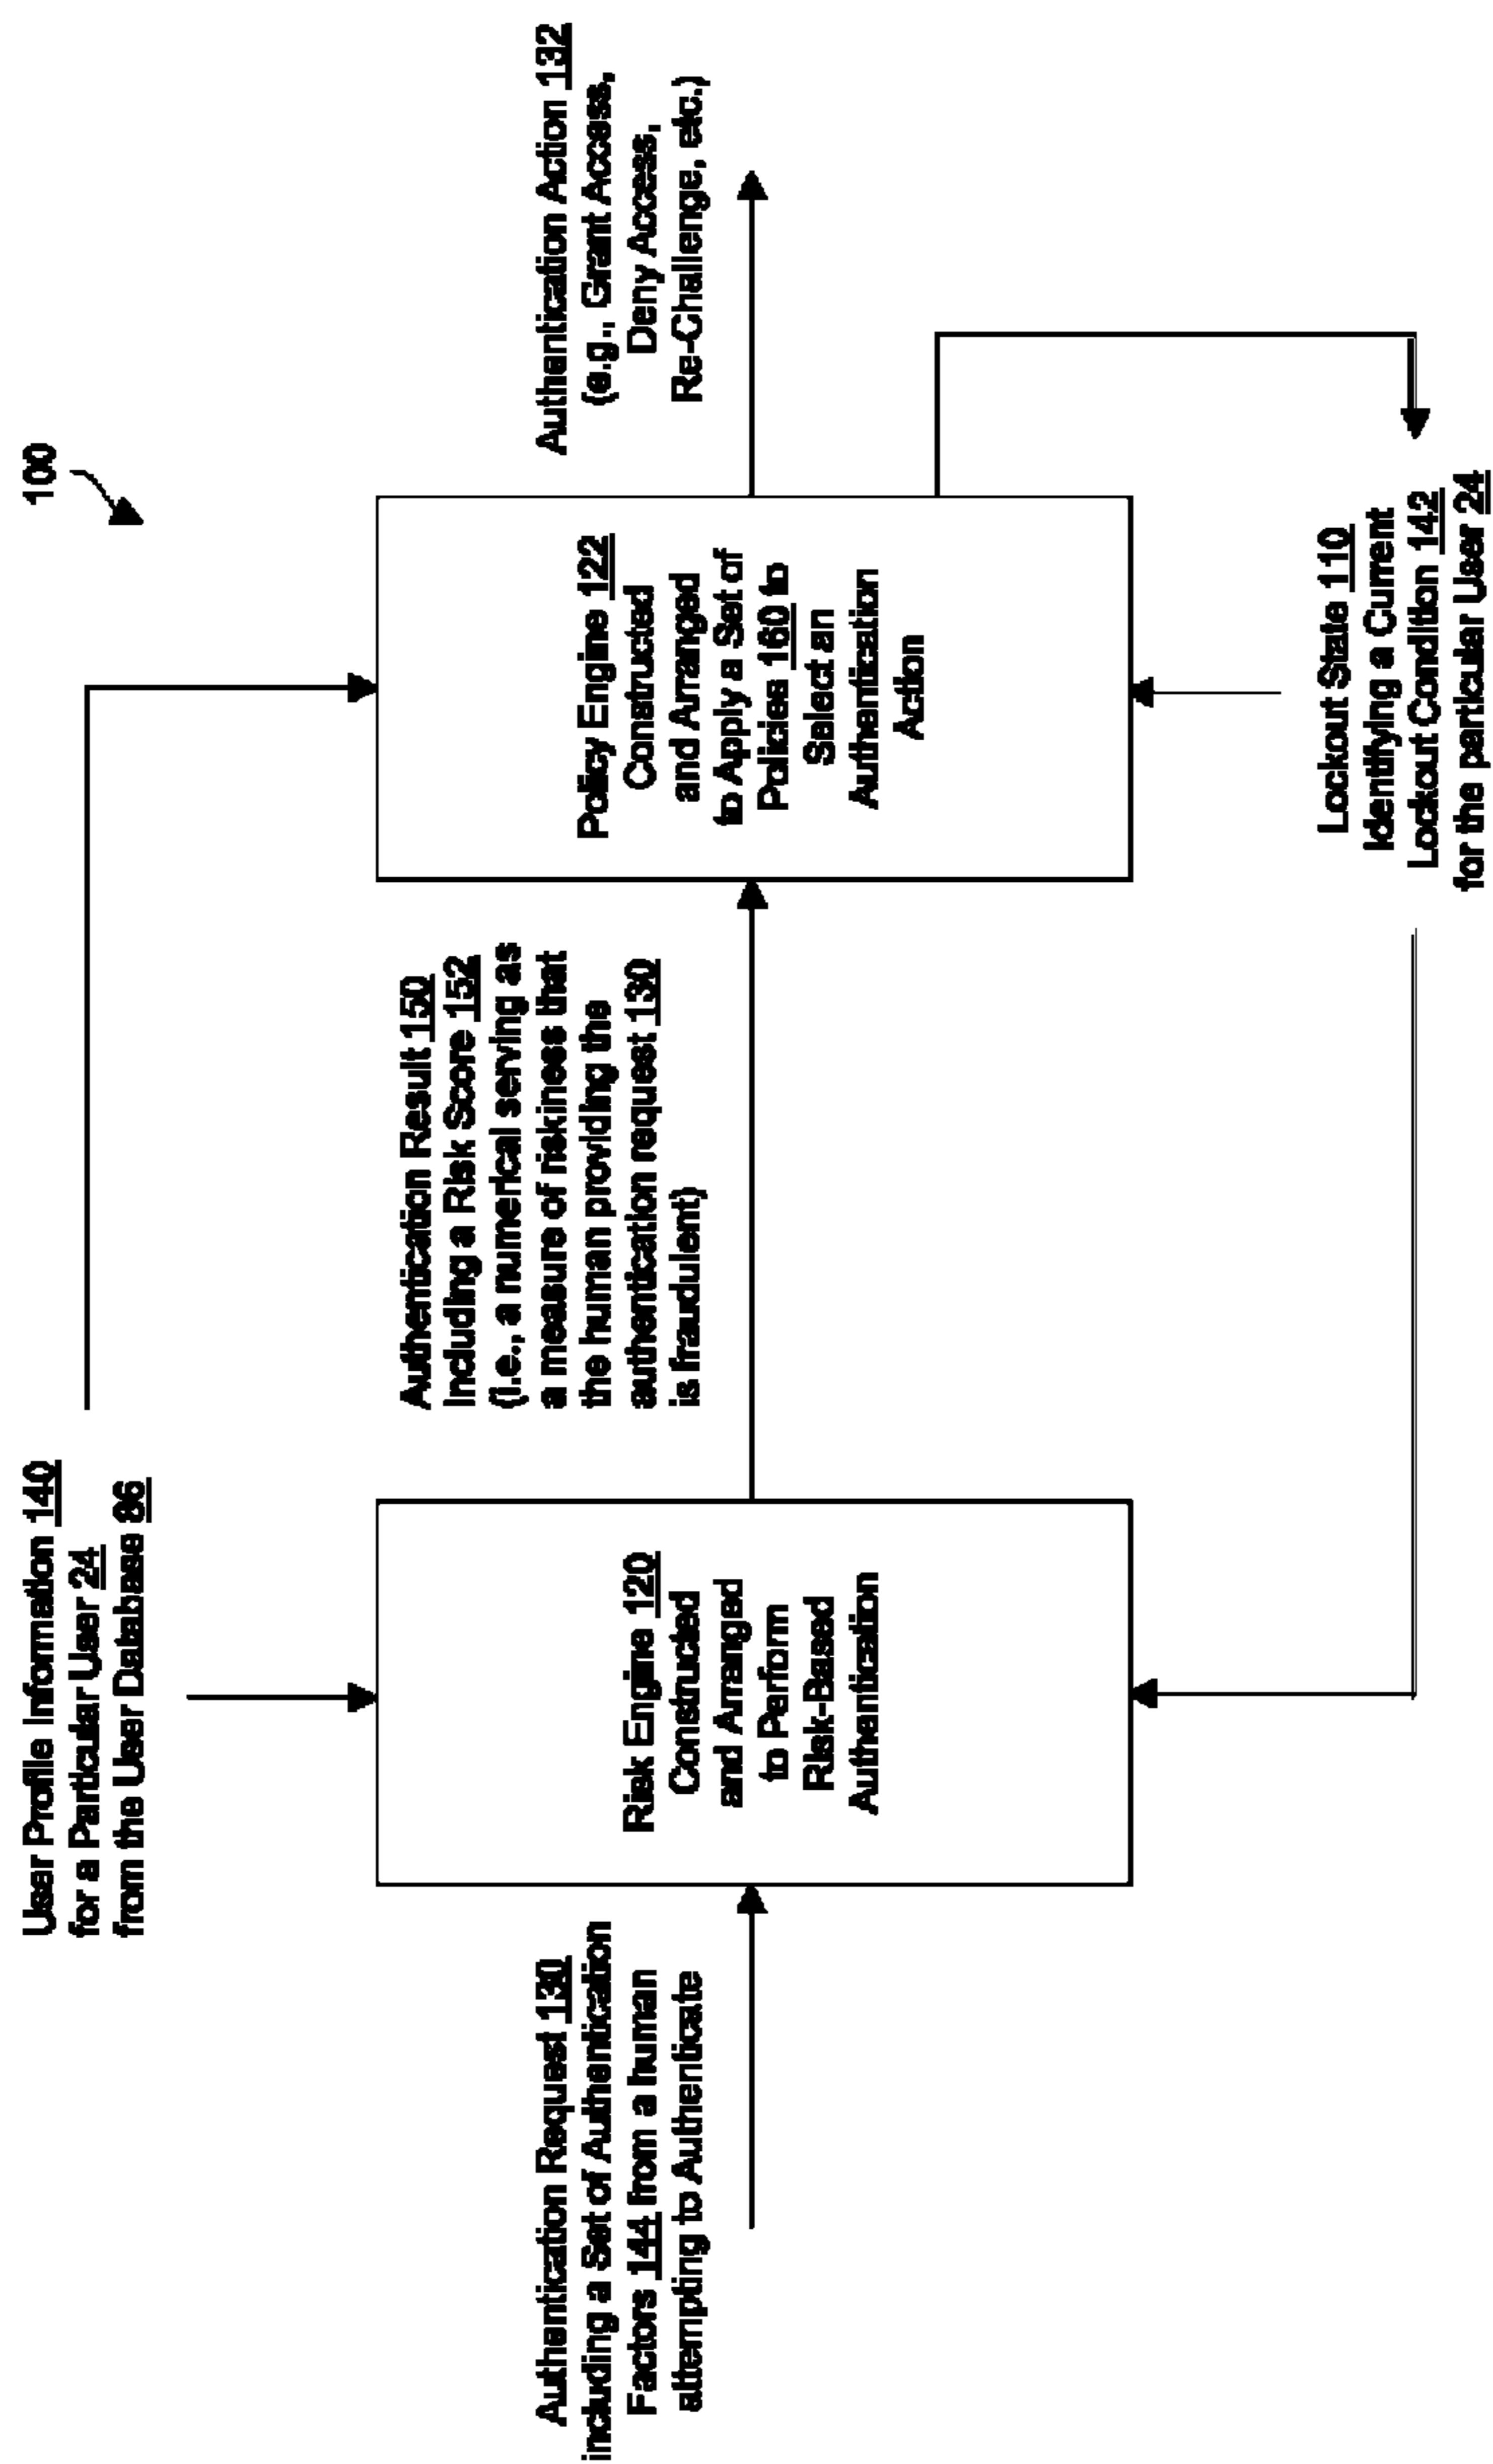 100
User Profile Information 140
for a Particular User 24
from the User Database 86
Authentication Request 130
including a Set of Authentication
Factors 144 from a human
attempting to Authenticate
Risk Engine 120
Constructed
and Arranged
to Perform
Risk-Based
Authentication
Authentication Result 150
Including a Risk Score 152
(i.e., a numerical serving as
a measure of riskiness that
the human providing the
authentication request 130
is fraudulent)
Policy Engine 122
Constructed
and Arranged
to Apply a Set of
Policies 160 to
Select an
Authentication
Action
Authentication Action 132
(e.g., Grant Access,
Deny Access,
Re-Challenge, etc.)
Lockout State 110
Identifying a Current
Lockout Condition 142
for the particular User 24